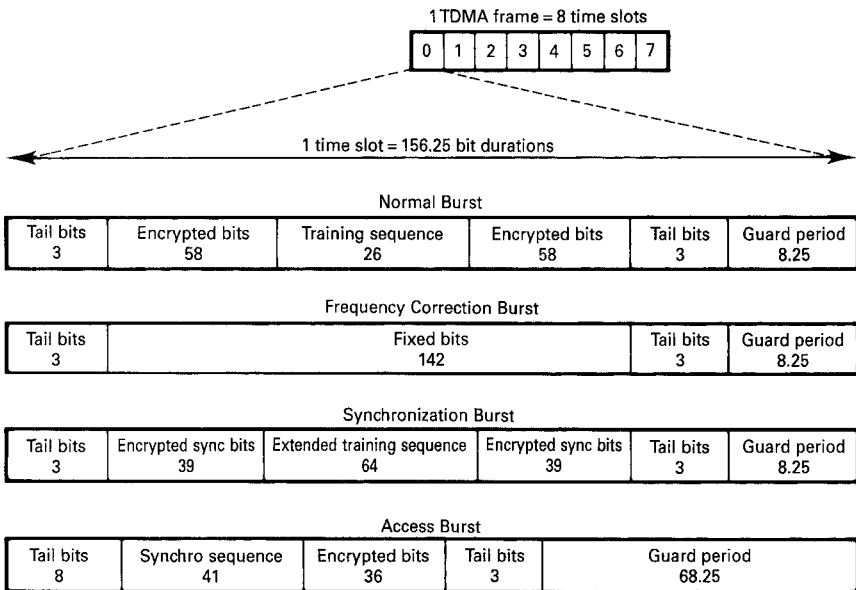 1 TDMA frame = 8 time slots
0 1 2 3 4 5 6 7
1 time slot = 156.25 bit durations
Normal Burst
Tail bits Encrypted bits Training sequence Encrypted bits Tail bits Guard period
3 58 26 58 3 8.25
Frequency Correction Burst
Tail bits Fixed bits Tail bits Guard period
3 142 3 8.25
Synchronization Burst
Tail bits Encrypted sync bits Extended training sequence Encrypted sync bits Tail bits Guard period
3 39 64 39 3 8.25
Access Burst
Tail bits Synchro sequence Encrypted bits Tail bits Guard period
8 41 36 3 68.25